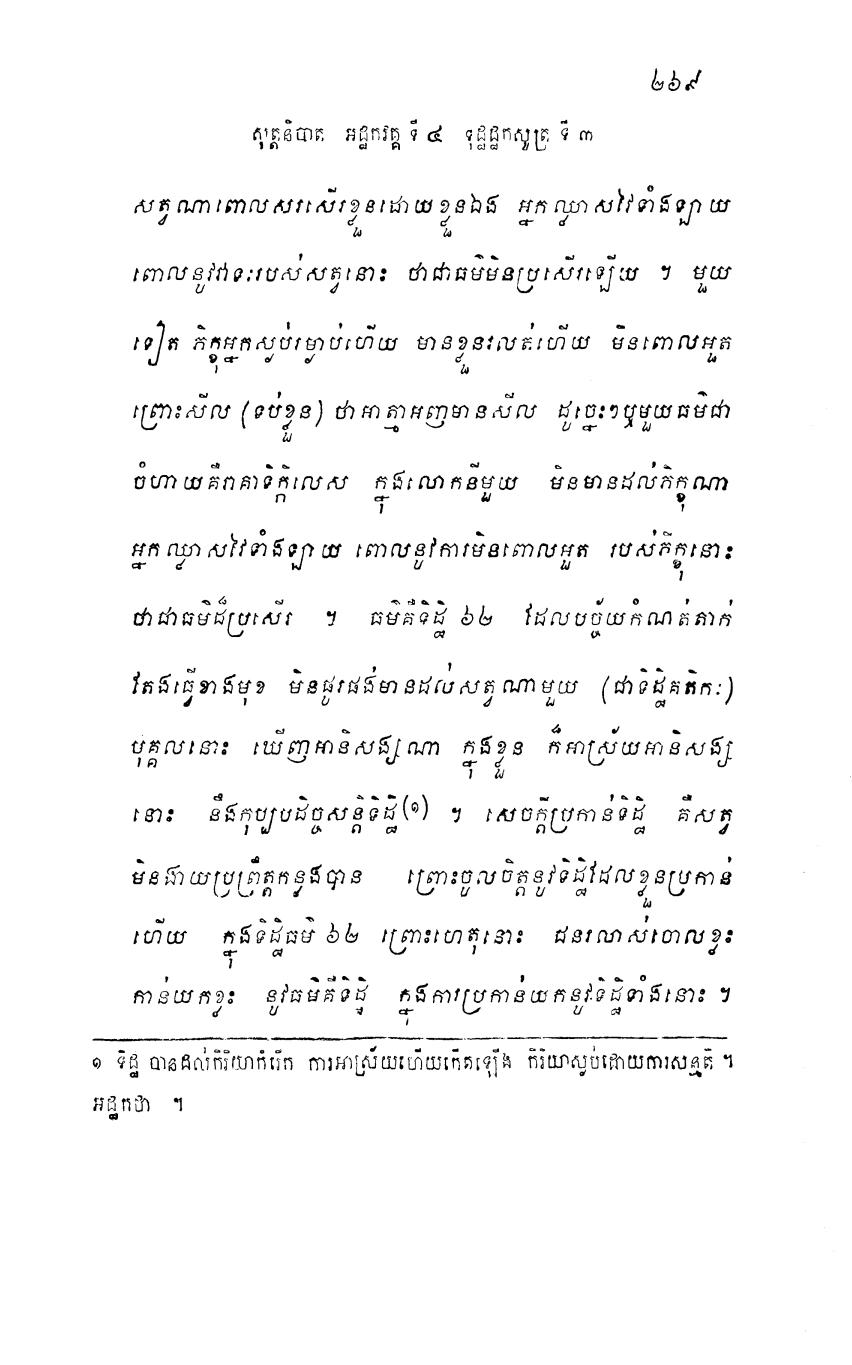 ២៦៩
សុត្តនិបាត អដ្ឋកវគ្គ ទី ៤ ទុដ្ឋដ្ឋកសូត្រ ទី ៣
សត្វណាពោលសរសើរខ្លួនដោយខ្លួនឯង អ្នកឈ្លាសវៃទាំងឡាយ
ពោលនូវវាទៈរបស់សត្វនោះ ថាជាធម៌មិនប្រសើរឡើយ ។ មួយ
ទៀត ភិក្ខុអ្នកស្ងប់រម្ងាប់ហើយ មានខ្លួនរលត់ហើយ មិនពោលអួត
ព្រោះសីល (ទប់ខ្លួន) ថាអាត្មាអញមានសីល ដូច្នេះៗឬមួយធម៌ជា
ចំហាយគឺរាគាទិក្កិលេស ក្នុងលោកនីមួយ មិនមានដល់ភិក្ខុណា
អ្នកឈ្លាសវៃទាំងឡាយ ពោលនូវការមិនពោលអួត របស់ភិក្ខុនោះ
ថាជាធម៌ដ៏ប្រសើរ ។ ធម៌គឺទិដ្ឋិ ៦២ ដែលបច្ច័យកំណត់តាក់
តែងធ្វើខាងមុខ មិនផូរផង់មានដល់សត្វណាមួយ (ជាទិដ្ឋិគតិកៈ)
បុគ្គលនោះ ឃើញអានិសង្សណា ក្នុងខ្លួន ក៏អាស្រ័យអានិសង្ស
នោះ នឹងកុប្បបដិច្ចសន្តិទិដ្ឋិ(១) ។ សេចក្តីប្រកាន់ទិដ្ឋិ គឺសត្វ
មិនងាយប្រព្រឹត្តកន្លងបាន ព្រោះចូលចិត្តនូវទិដ្ឋិដែលខ្លួនប្រកាន់
ហើយ ក្នុងទិដ្ឋិធម៌ ៦២ ព្រោះហេតុនោះ ជនរលាស់ចោលខ្លះ
កាន់យកខ្លះ នូវធម៌គឺទិដ្ឋិ ក្នុងការប្រកាន់យកនូវទិដ្ឋិទាំងនោះ ។
១ ទិដ្ឋ បានដល់កិរិយាកំរើក ការអាស្រ័យហើយកើតឡើង កិរិយាស្ងប់ដោយការសន្មតិ ។
អដ្ឋកថា ។